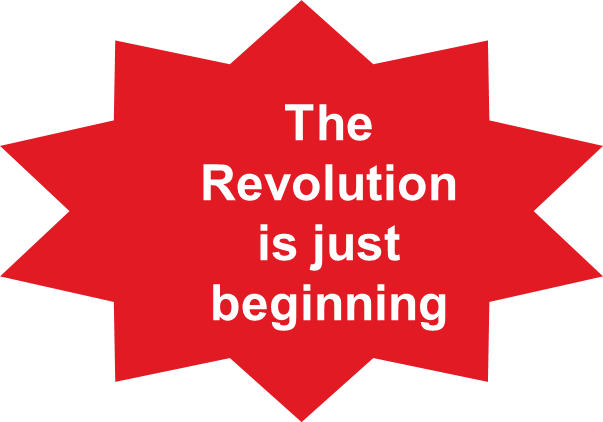 The
Revolution
is just
beginning